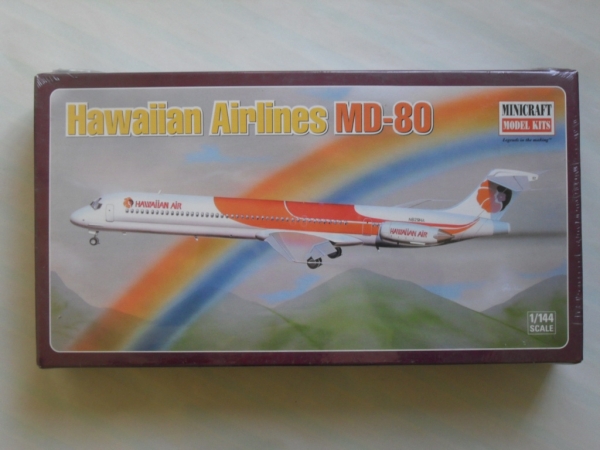 Hawaiian Airlines MD-80
MINICRAFT
MODEL KITS
HAWAIIAN AIR
HAWAIIAN AIR
1/144
SCALE